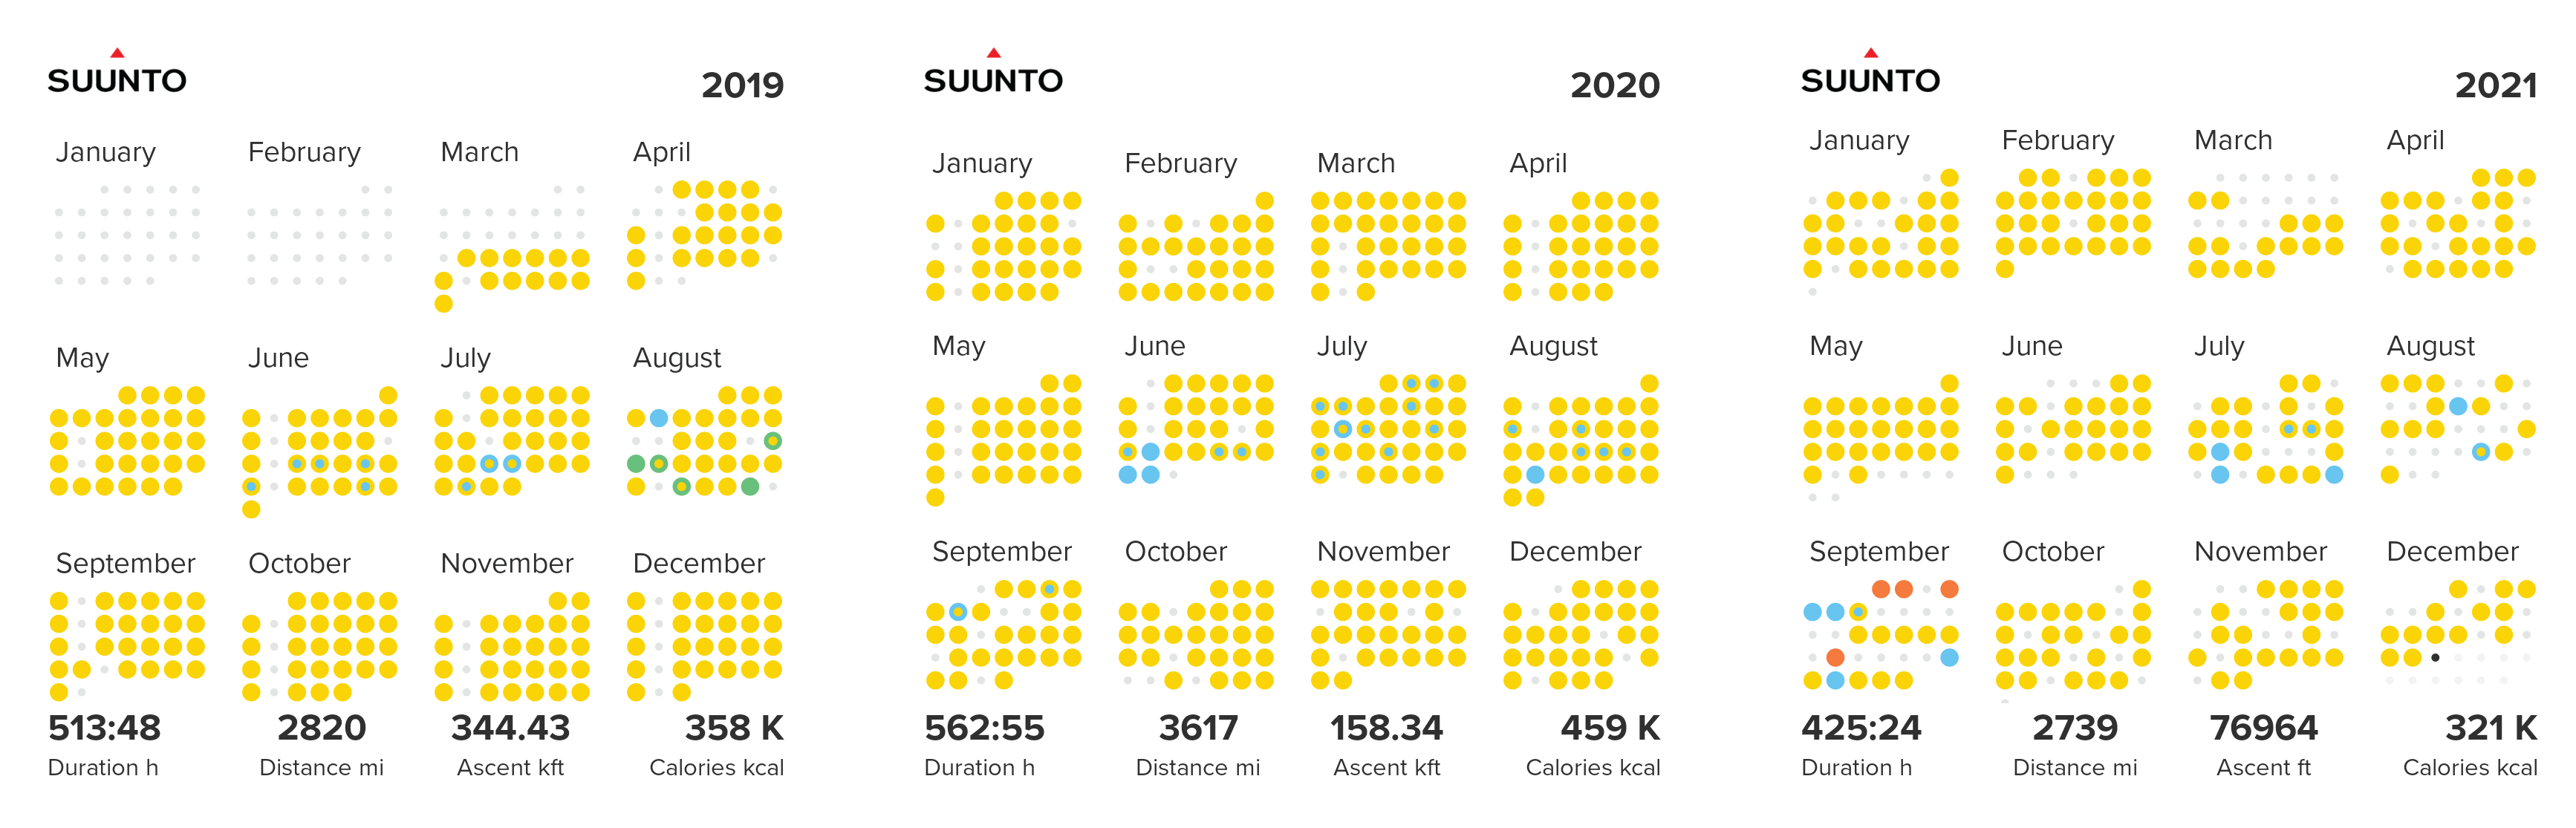 SUUNTO
2019
January February March April
May June July August
September October November December
513:48 2820 344.43 358 K
Duration h Distance mi Ascent kft Calories kcal
SUUNTO
2020
January February March April
May June July August
September October November December
562:55 3617 158.34 459 K
Duration h Distance mi Ascent kft Calories kcal
SUUNTO
2021
January February March April
May June July August
September October November December
425:24 2739 76964 321 K
Duration h Distance mi Ascent ft Calories kcal